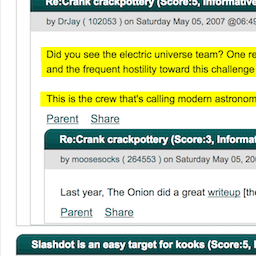 Re:Crank crackpottery (Score:5, Informative
by DrJay ( 102053 ) on Saturday May 05, 2007 @06:4
Did you see the electric universe team? One re
and the frequent hostility toward this challenge
This is the crew that's calling modern astronom
Parent Share
Re:Crank crackpottery (Score:3, Informat
by moosesocks ( 264553 ) on Saturday May 05, 20
Last year, The Onion did a great writeup [the
Parent Share
Slashdot is an easy target for kooks (Score:5, I